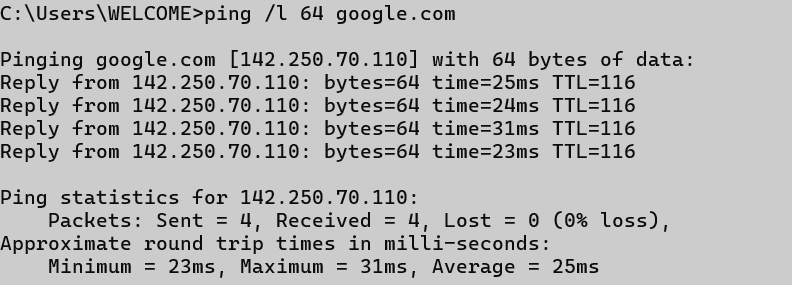 C:\Users\WELCOME>ping /l 64 google.com

Pinging google.com [142.250.70.110] with 64 bytes of data:
Reply from 142.250.70.110: bytes=64 time=25ms TTL=116
Reply from 142.250.70.110: bytes=64 time=24ms TTL=116
Reply from 142.250.70.110: bytes=64 time=31ms TTL=116
Reply from 142.250.70.110: bytes=64 time=23ms TTL=116

Ping statistics for 142.250.70.110:
    Packets: Sent = 4, Received = 4, Lost = 0 (0% loss),
Approximate round trip times in milli-seconds:
    Minimum = 23ms, Maximum = 31ms, Average = 25ms